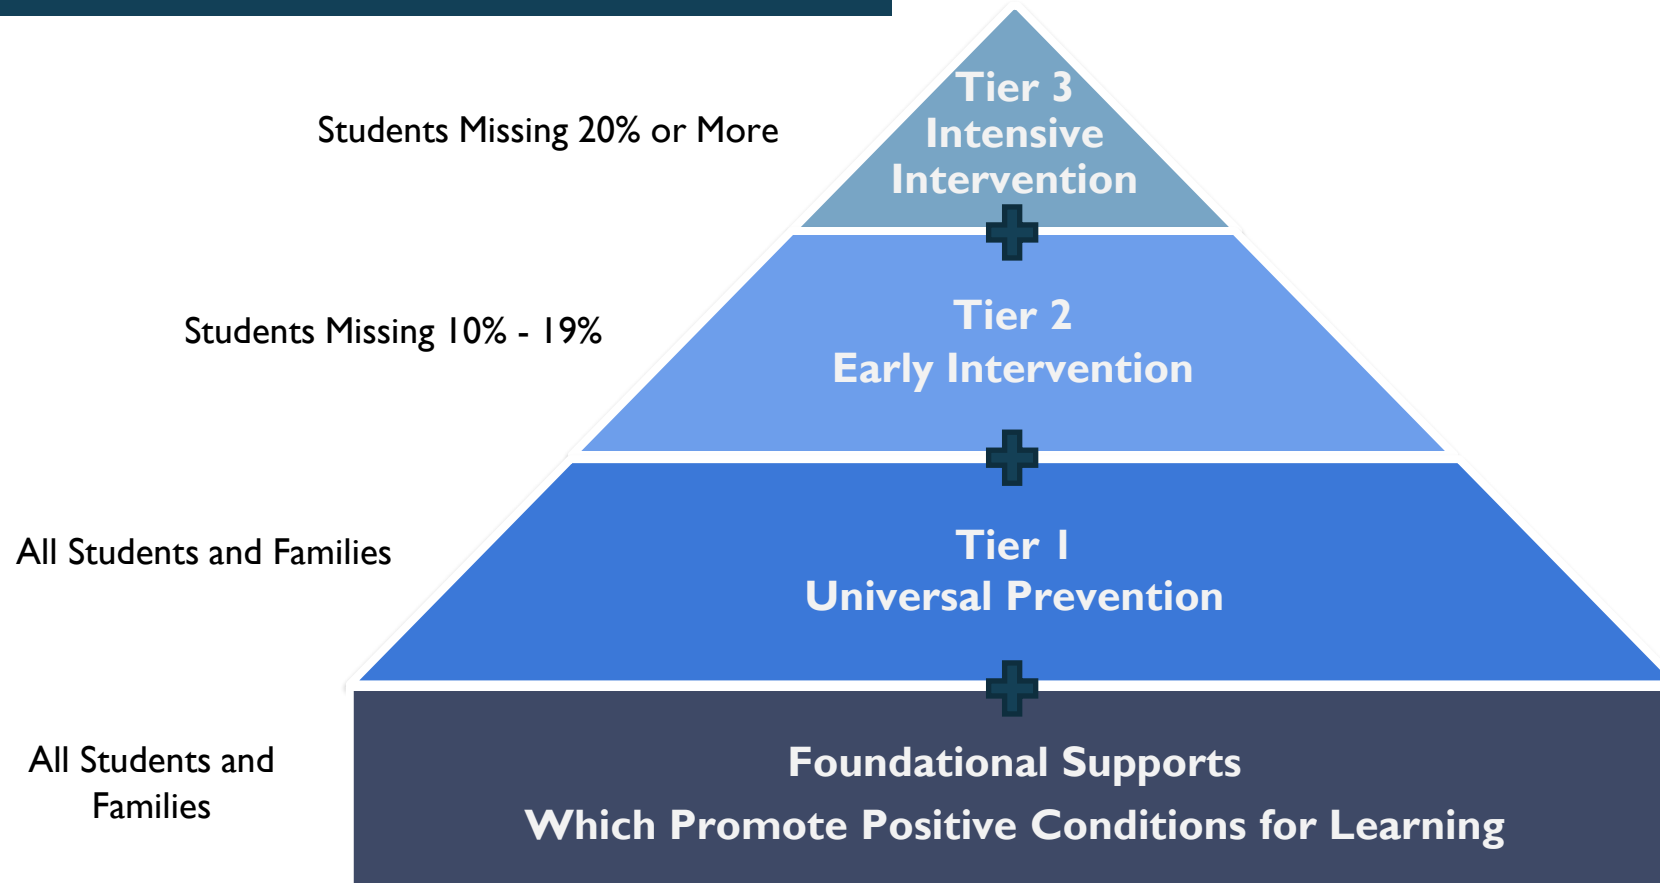 Tier 3
Intensive
Intervention
Students Missing 20% or More
Tier 2
Early Intervention
Students Missing 10% - 19%
Tier 1
Universal Prevention
All Students and Families
Foundational Supports
Which Promote Positive Conditions for Learning
All Students and
Families